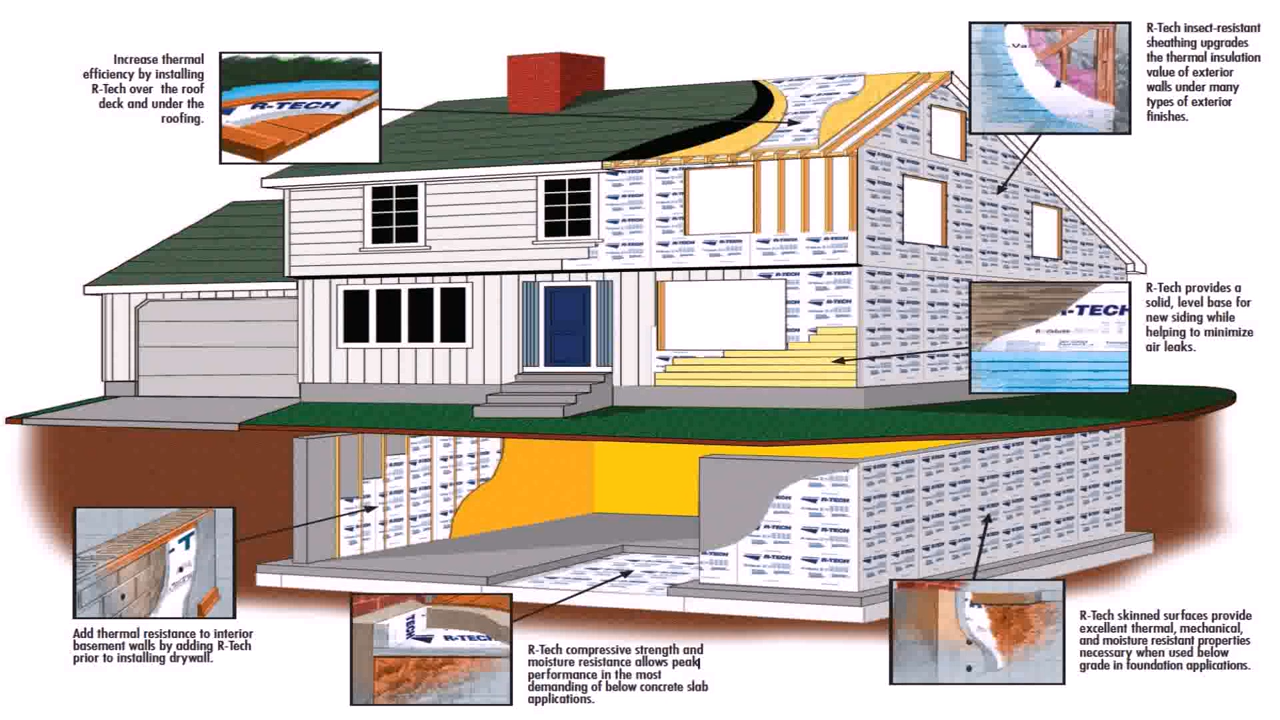 Increase thermal
efficiency by installing
R-Tech over the roof
deck and under the
roofing.
R-TECH
R-Tech insect-resistant
sheathing upgrades
the thermal insulation
value of exterior
walls under many
types of exterior
finishes.
R-Tech provides a
solid, level base for
new siding while
helping to minimize
air leaks.
-TECH
Add thermal resistance to interior
basement walls by adding R-Tech
prior to installing drywall.
R-TECH
R-Tech compressive strength and
moisture resistance allows peak
performance in the most
demanding of below concrete slab
applications.
R-Tech skinned surfaces provide
excellent thermal, mechanical,
and moisture resistant properties
necessary when used below
grade in foundation applications.
R-TECH
R-TECH
R-TECH
R-TECH